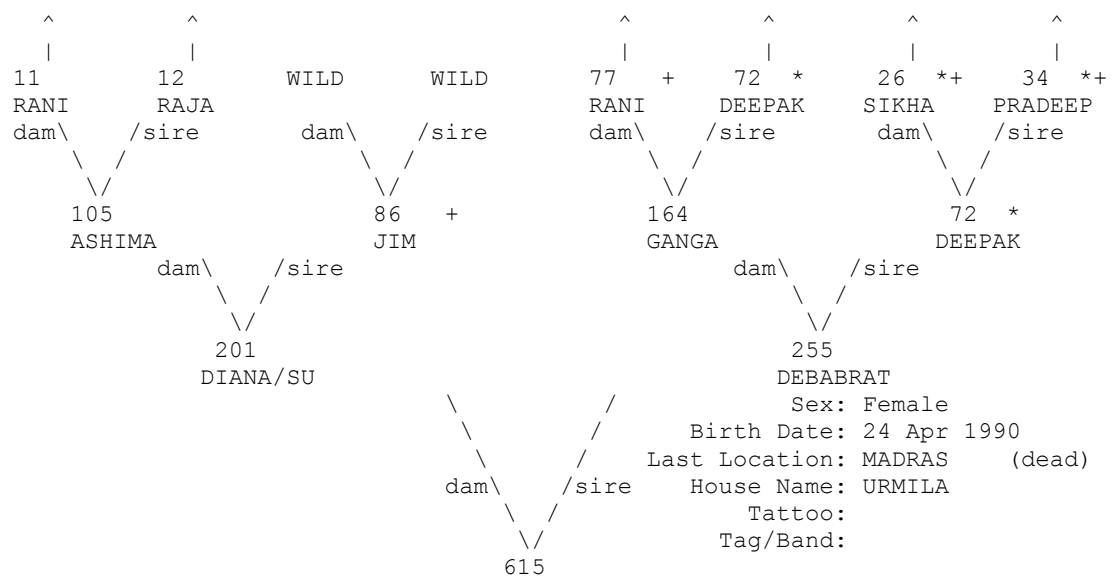 ^ ^ ^ ^ ^ ^
| | | | | |
11 12 WILD WILD 77 + 72 * 26 *+ 34 *+
RANI RAJA RANI DEEPAK SIKHA PRADEEP
dam\ /sire dam\ /sire dam\ /sire dam\ /sire
\ / \ / \ / \ /
\/ \/ \/ \/
105 86 + 164 72 *
ASHIMA JIM GANGA DEEPAK
dam\ /sire dam\ /sire
\ / \ /
\/ \/
201 255
DIANA/SU DEBABRAT
\ / Sex: Female
\ / Birth Date: 24 Apr 1990
\ / Last Location: MADRAS (dead)
dam\ /sire House Name: URMILA
\ / Tattoo:
\/ Tag/Band:
615